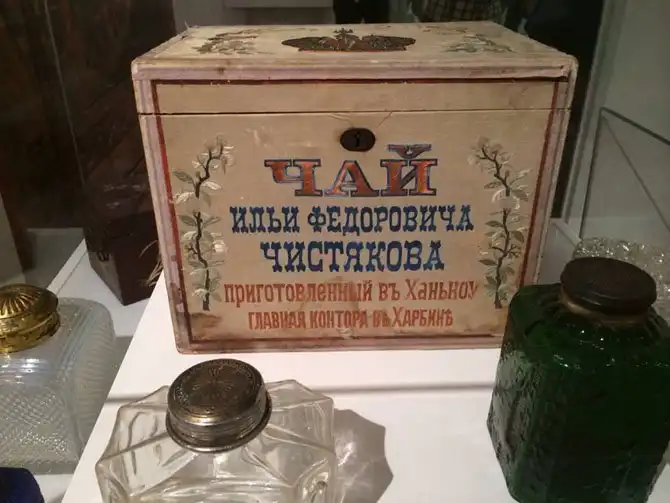 ЧАЙ
ИЛЬИ ФЕДОРОВИЧА
ЧИСТЯКОВА
приготовленный въ Ханькоу
ГЛАВНАЯ КОНТОРА въ ХАРБИНѢ